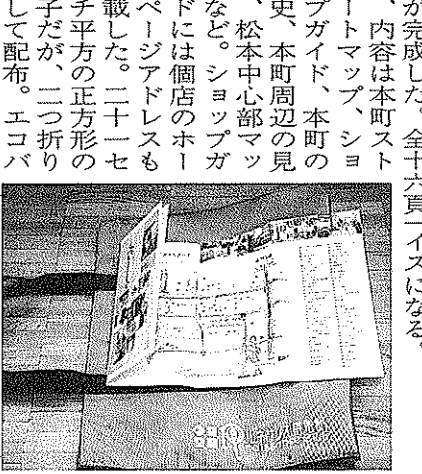 が完成した。全十六頁
、内容は本町スト
ートマップ、ショ
プガイド、本町の
史、本町周辺の見
、松本中心部マッ
など。ショップガ
ドには個店のホー
ページアドレスも
載した。二十一セ
チ平方の正方形の
子だが、二つ折り
して配布。エコバ
イスになる。